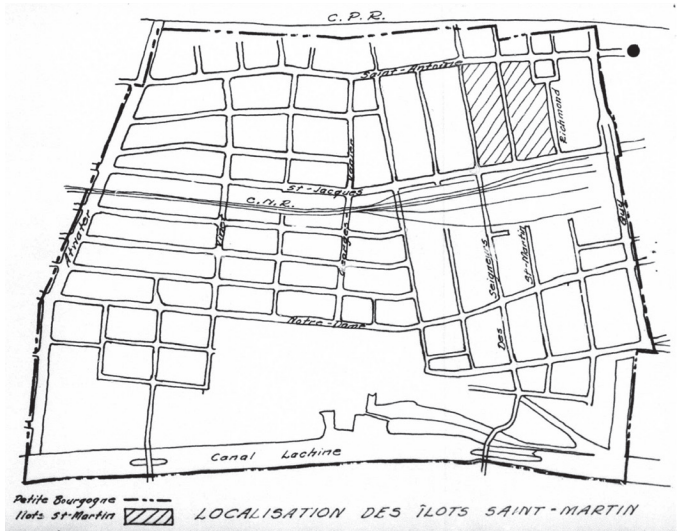 C.P.R.
Saint-Antoine
Richmond
Vinet
Georges-Vanier
St-Jacques
C.N.R.
Guy
Atwater
Des Seigneurs
St-Martin
Notre-Dame
Canal Lachine
Petite Bourgogne
Ilots St-Martin
LOCALISATION DES ÎLOTS SAINT-MARTIN